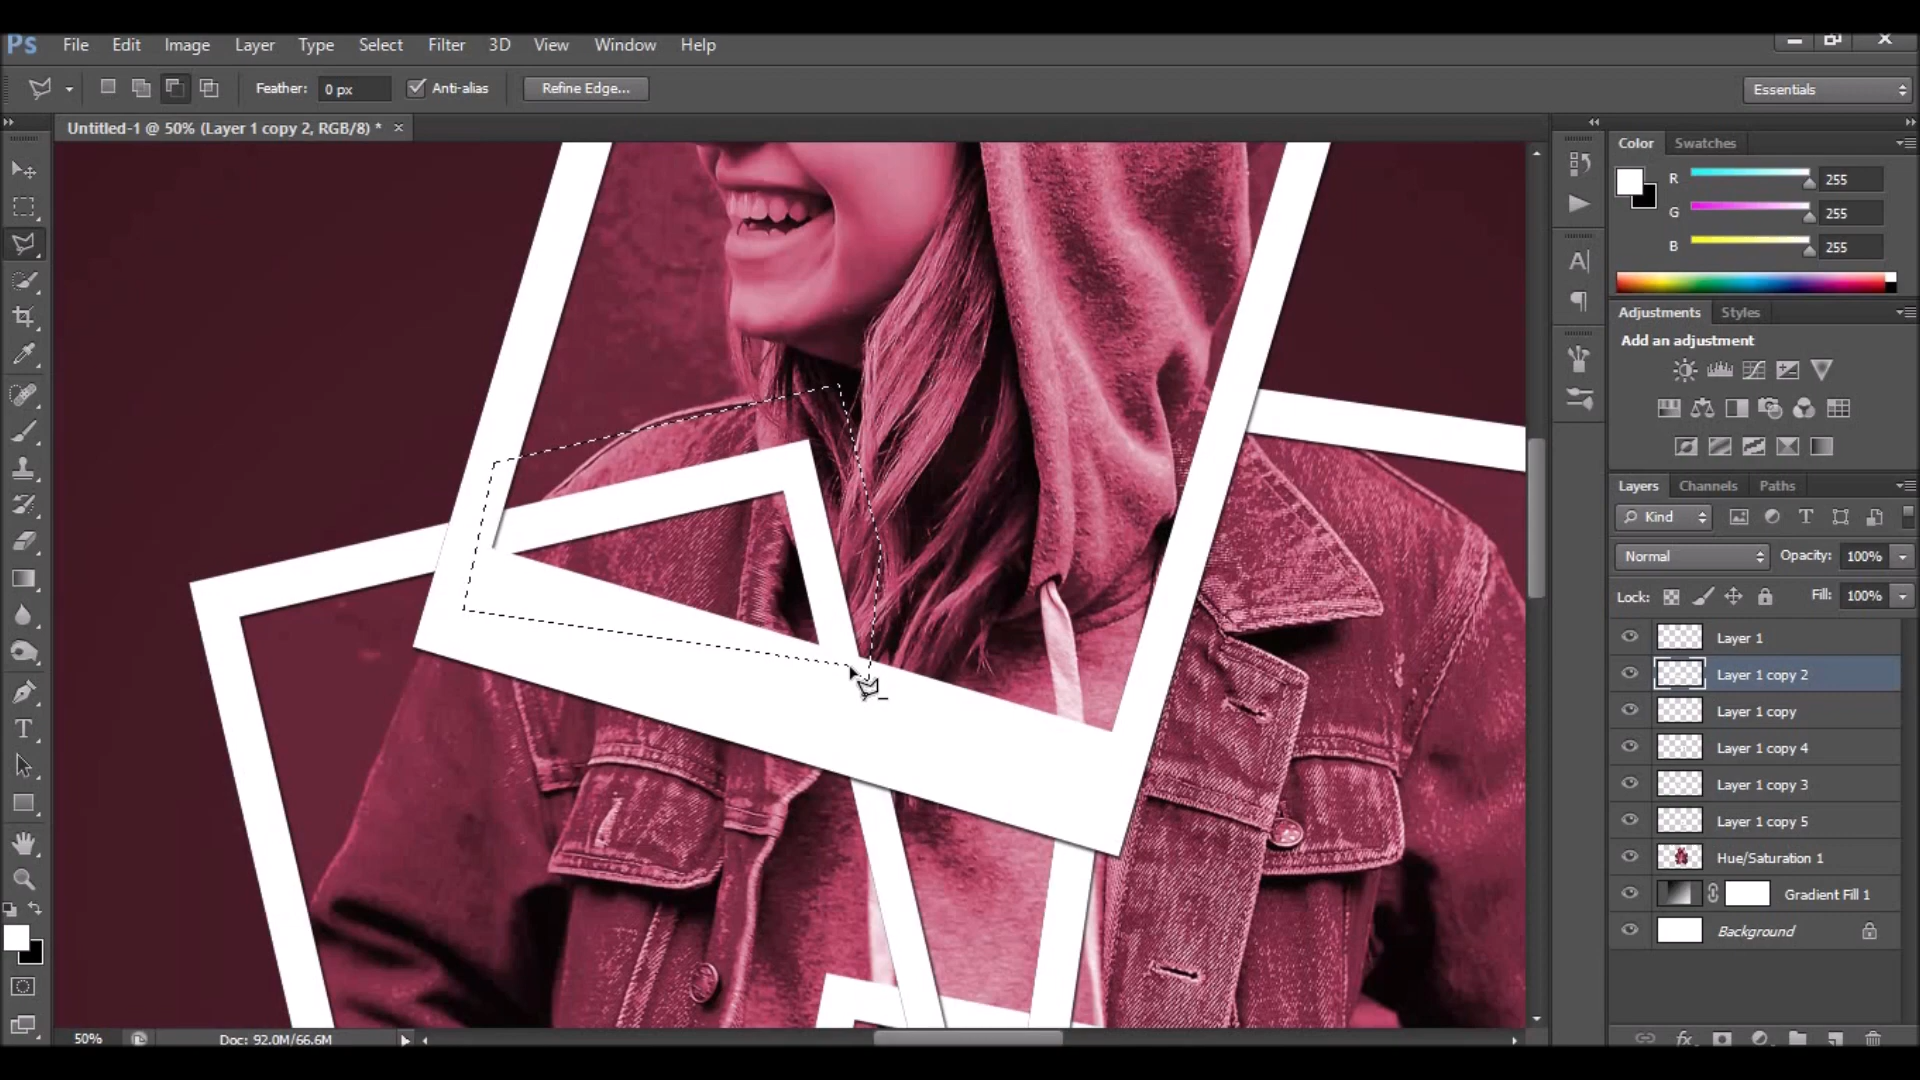 Ps File Edit Image Layer Type Select Filter 3D View Window Help
Feather: 0 px Anti-alias Refine Edge... Essentials
Untitled-1 @ 50% (Layer 1 copy 2, RGB/8) * ×
Color Swatches
R 255
G 255
B 255
Adjustments Styles
Add an adjustment
Layers Channels Paths
Kind
Normal Opacity: 100%
Lock: Fill: 100%
Layer 1
Layer 1 copy 2
Layer 1 copy
Layer 1 copy 4
Layer 1 copy 3
Layer 1 copy 5
Hue/Saturation 1
Gradient Fill 1
Background
50% Doc: 92.0M/66.6M